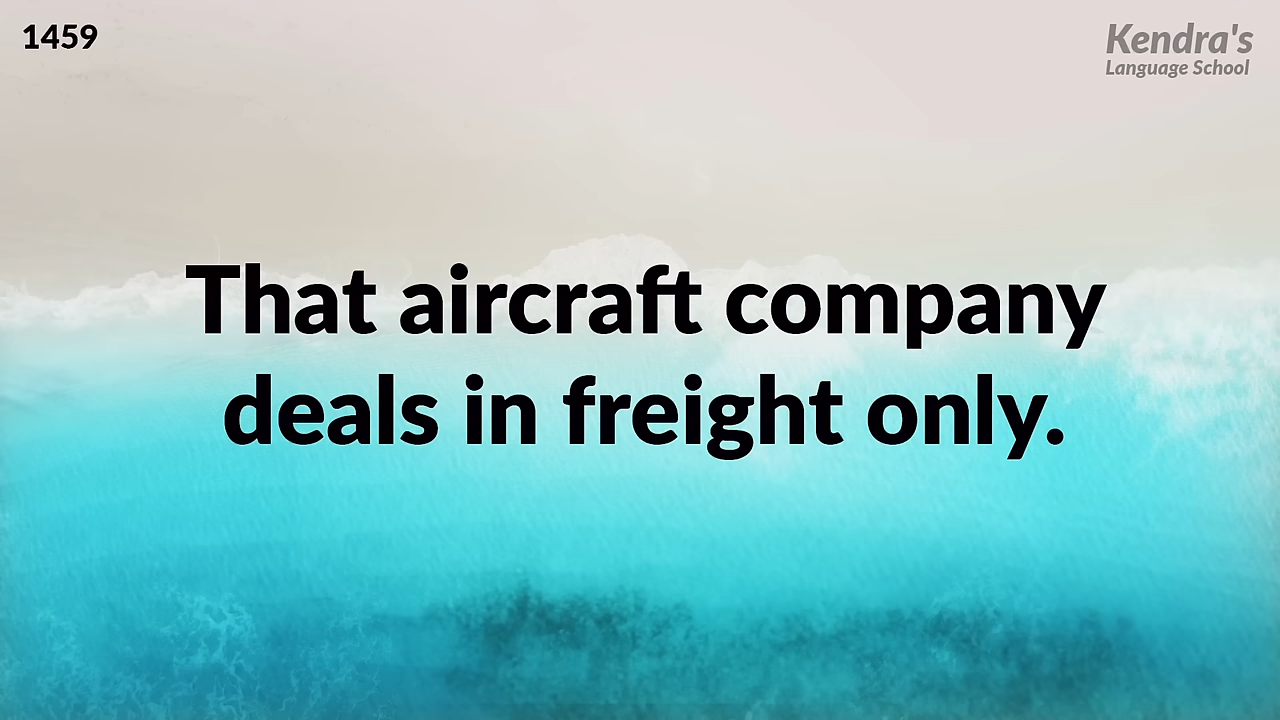 1459
Kendra's
Language School
That aircraft company
deals in freight only.